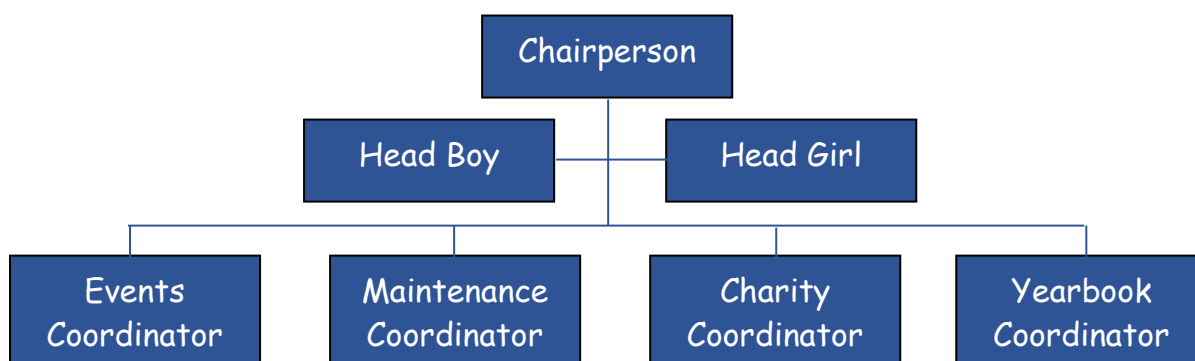 Chairperson
Head Boy
Head Girl
Events
Coordinator
Maintenance
Coordinator
Charity
Coordinator
Yearbook
Coordinator